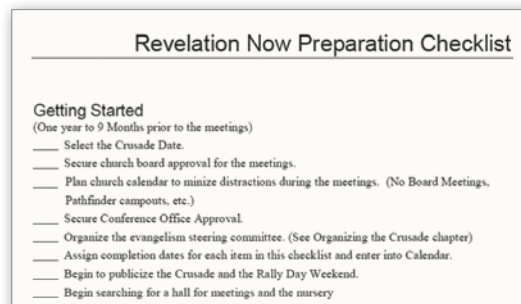 Revelation Now Preparation Checklist
Getting Started
(One year to 9 Months prior to the meetings)
____ Select the Crusade Date.
____ Secure church board approval for the meetings.
____ Plan church calendar to minize distractions during the meetings. (No Board Meetings,
Pathfinder campouts, etc.)
____ Secure Conference Office Approval.
____ Organize the evangelism steering committee. (See Organizing the Crusade chapter)
____ Assign completion dates for each item in this checklist and enter into Calendar.
____ Begin to publicize the Crusade and the Rally Day Weekend.
____ Begin searching for a hall for meetings and the nursery